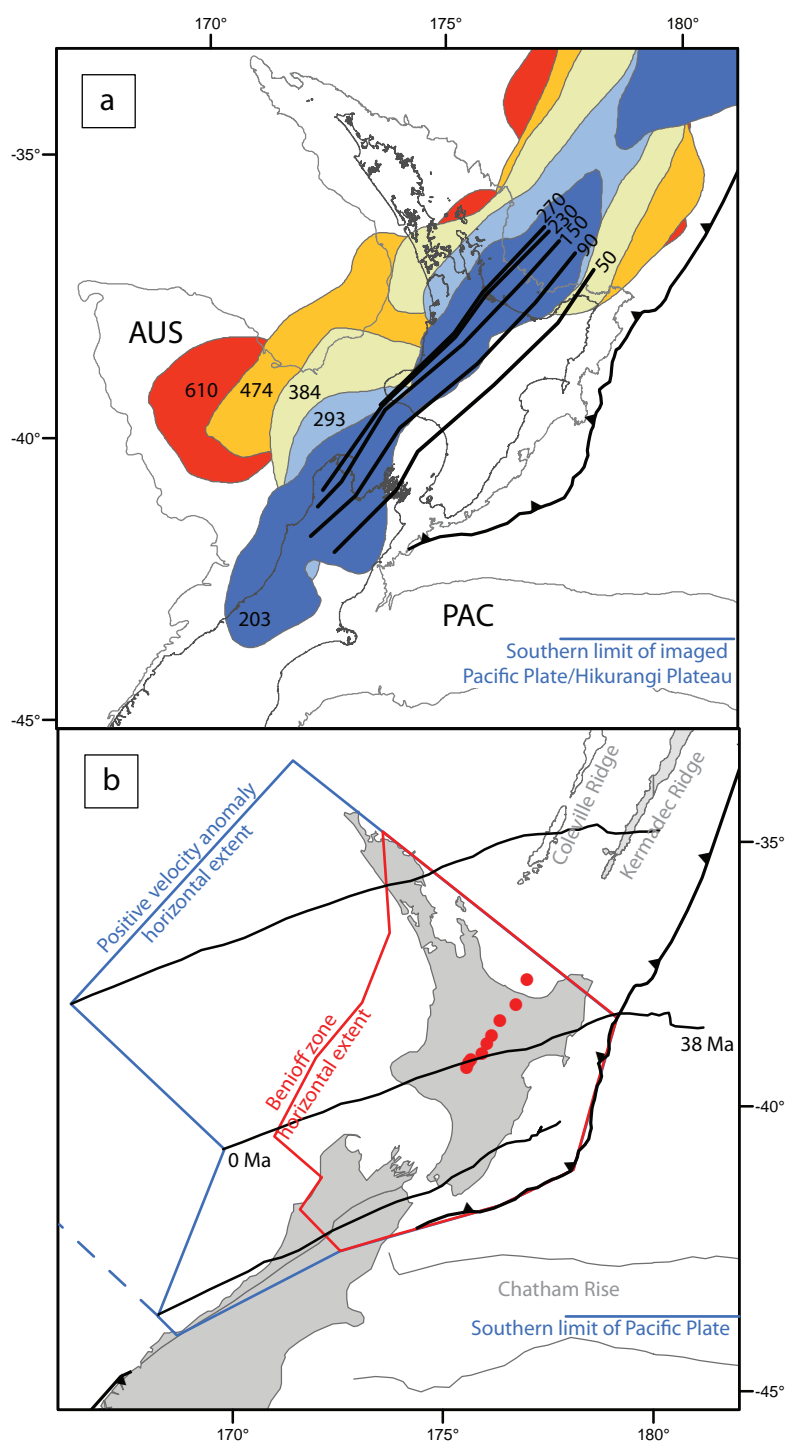 170°
175°
180°
a
-35°
270
230
150
90
50
AUS
610
474
384
293
-40°
203
PAC
Southern limit of imaged
Pacific Plate/Hikurangi Plateau
-45°
b
Coleville Ridge
Kermadec Ridge
Positive velocity anomaly
horizontal extent
-35°
Benioff zone
horizontal extent
38 Ma
-40°
0 Ma
Chatham Rise
Southern limit of Pacific Plate
-45°
170°
175°
180°